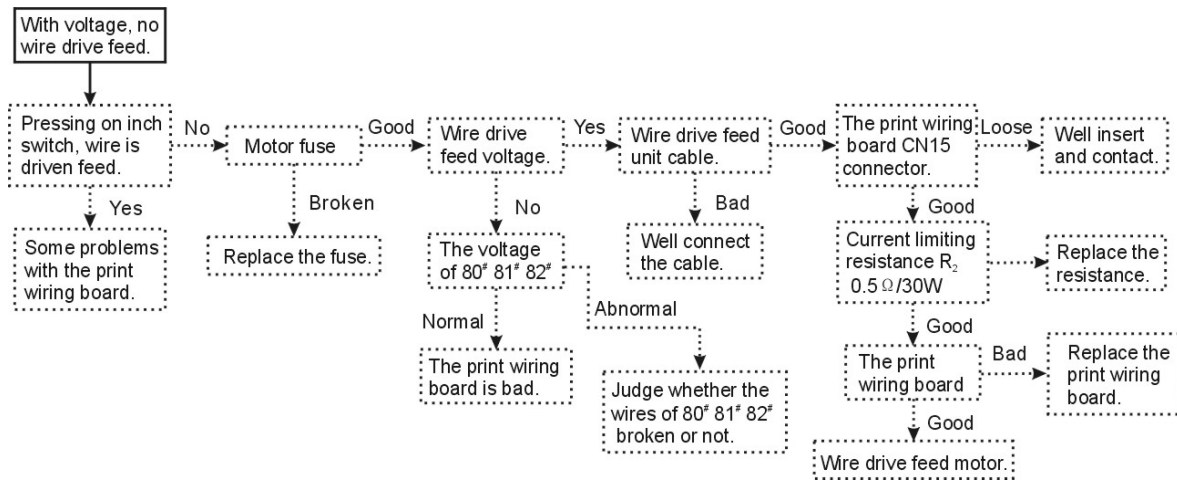 With voltage, no
wire drive feed.
Pressing on inch
switch, wire is
driven feed.
No
Motor fuse
Good
Wire drive
feed voltage.
Yes
Wire drive feed
unit cable.
Good
The print wiring
board CN15
connector.
Loose
Well insert
and contact.
Yes
Some problems
with the print
wiring board.
Broken
Replace the fuse.
No
The voltage
of 80# 81# 82#
Bad
Well connect
the cable.
Good
Current limiting
resistance R₂
0.5Ω/30W
Replace the
resistance.
Normal
The print wiring
board is bad.
Abnormal
Judge whether the
wires of 80# 81# 82#
broken or not.
Good
The print
wiring board
Bad
Replace the
print wiring
board.
Good
Wire drive feed motor.